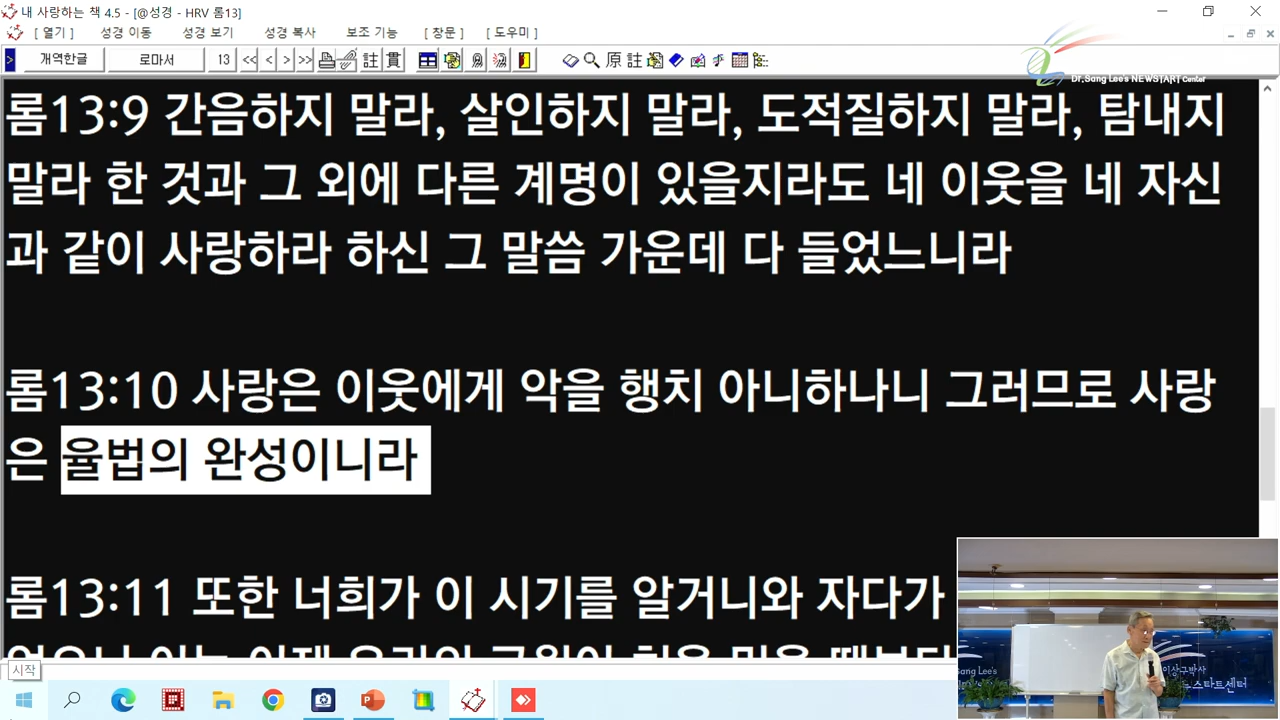 내 사랑하는 책 4.5 - [@성경 - HRV 롬13]
[ 열기 ] 성경 이동 성경 보기 성경 복사 보조 기능 [ 창문 ] [ 도우미 ]
개역한글 로마서 13 << < > >> 註 貫 原 註
Dr.Sang Lee's NEWSTART Center
롬13:9 간음하지 말라, 살인하지 말라, 도적질하지 말라, 탐내지
말라 한 것과 그 외에 다른 계명이 있을지라도 네 이웃을 네 자신
과 같이 사랑하라 하신 그 말씀 가운데 다 들었느니라
롬13:10 사랑은 이웃에게 악을 행치 아니하나니 그러므로 사랑
은 율법의 완성이니라
롬13:11 또한 너희가 이 시기를 알거니와 자다가
시작
Sang Lee's
이상구박사
뉴스타트센터